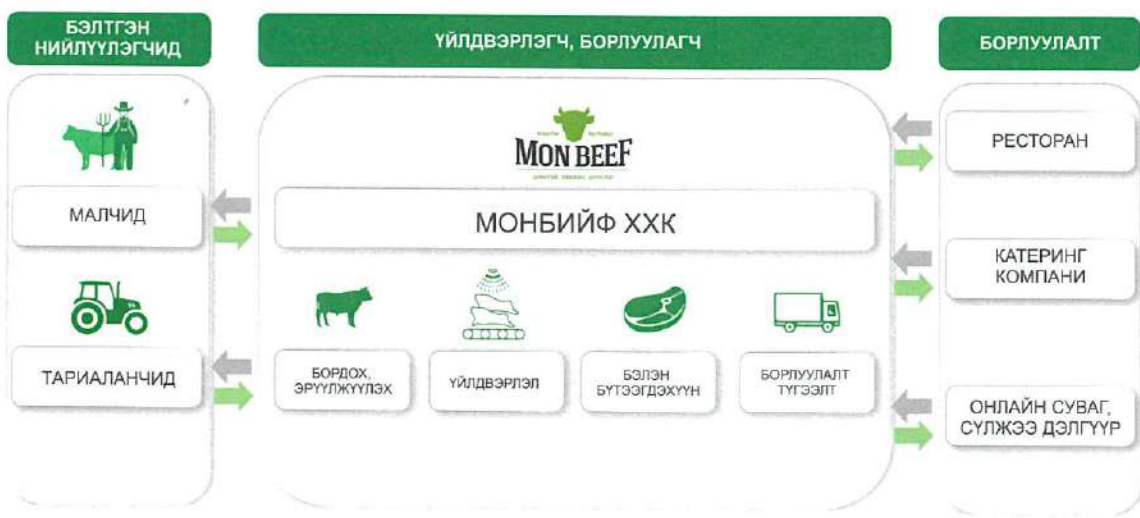 БЭЛТГЭН
НИЙЛҮҮЛЭГЧИД
ҮЙЛДВЭРЛЭГЧ, БОРЛУУЛАГЧ
БОРЛУУЛАЛТ
MON BEEF
МАЛЧИД
МОНБИЙФ ХХК
РЕСТОРАН
КАТЕРИНГ
КОМПАНИ
ТАРИАЛАНЧИД
БОРДОХ,
ЭРҮҮЛЖҮҮЛЭХ
ҮЙЛДВЭРЛЭЛ
БЭЛЭН
БҮТЭЭГДЭХҮҮН
БОРЛУУЛАЛТ
ТҮГЭЭЛТ
ОНЛАЙН СУВАГ,
СҮЛЖЭЭ ДЭЛГҮҮР